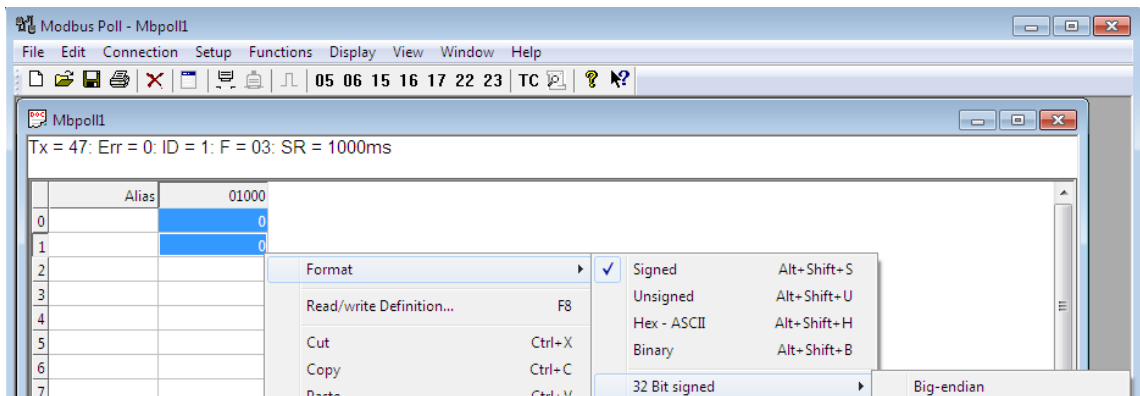 Modbus Poll - Mbpoll1
File Edit Connection Setup Functions Display View Window Help
05 06 15 16 17 22 23 TC
Mbpoll1
Tx = 47: Err = 0: ID = 1: F = 03: SR = 1000ms
Alias 01000
0 0
1 0
2
Format Signed Alt+Shift+S
3
Unsigned Alt+Shift+U
Read/write Definition... F8
4
Hex - ASCII Alt+Shift+H
5
Cut Ctrl+X
Binary Alt+Shift+B
6
Copy Ctrl+C
7
Paste Ctrl+V
32 Bit signed Big-endian